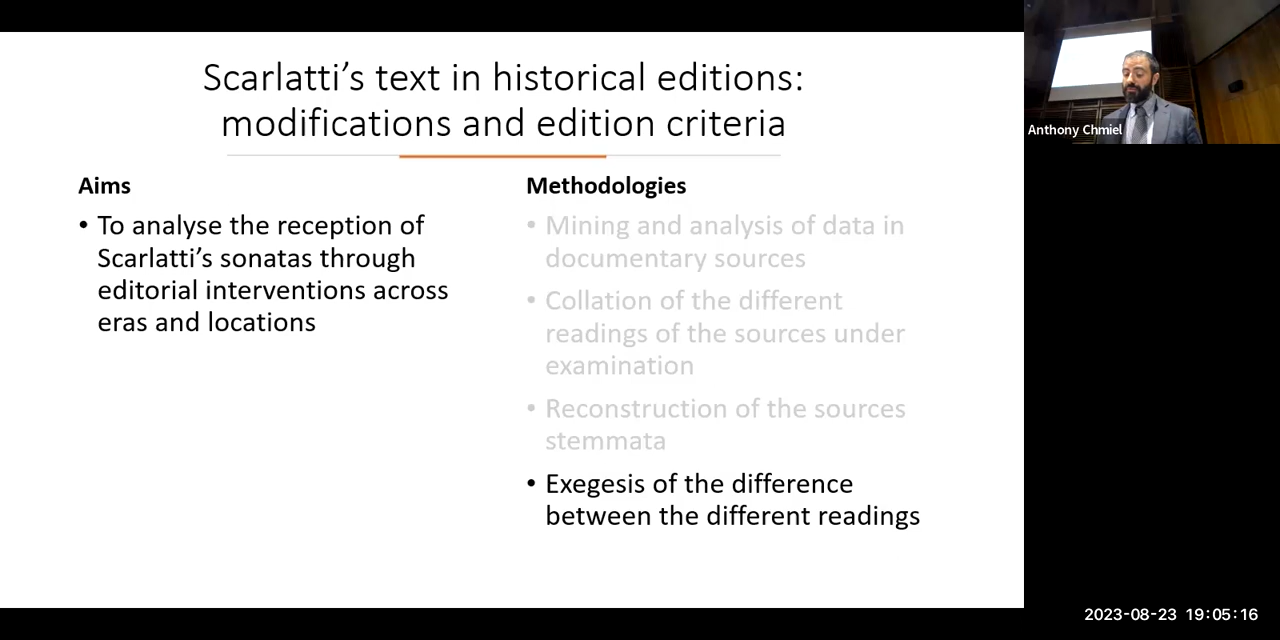 Scarlatti’s text in historical editions:
modifications and edition criteria
Aims
• To analyse the reception of
Scarlatti’s sonatas through
editorial interventions across
eras and locations
Methodologies
• Mining and analysis of data in
documentary sources
• Collation of the different
readings of the sources under
examination
• Reconstruction of the sources
stemmata
• Exegesis of the difference
between the different readings
Anthony Chmiel
2023-08-23 19:05:16